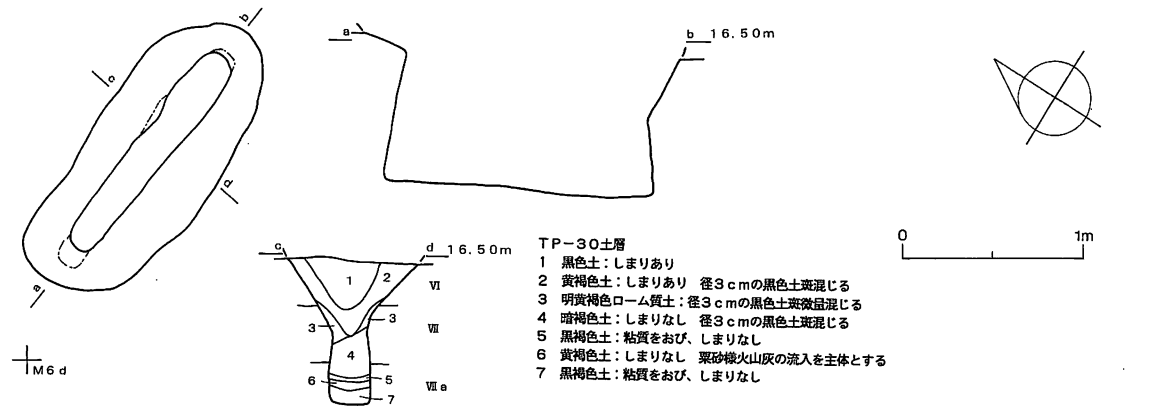 b
c
d
a
M6d
a
b 16.50m
c
d 16.50m
1
2
3
3
4
5
6
7
Ⅵ
Ⅶ
Ⅶa
0
1m
TP－30土層
1 黒色土：しまりあり
2 黄褐色土：しまりあり 径3cmの黒色土斑混じる
3 明黄褐色ローム質土：径3cmの黒色土斑微量混じる
4 暗褐色土：しまりなし 径3cmの黒色土斑混じる
5 黒褐色土：粘質をおび、しまりなし
6 黄褐色土：しまりなし 粟砂様火山灰の流入を主体とする
7 黒褐色土：粘質をおび、しまりなし